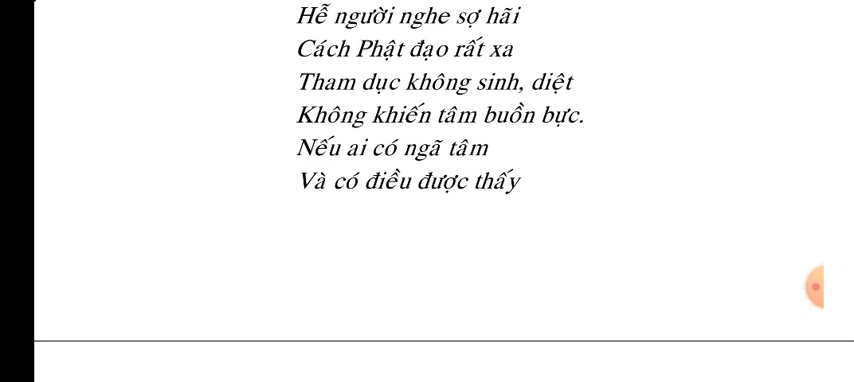 Hễ người nghe sợ hãi
Cách Phật đạo rất xa
Tham dục không sinh, diệt
Không khiến tâm buồn bực.
Nếu ai có ngã tâm
Và có điều được thấy